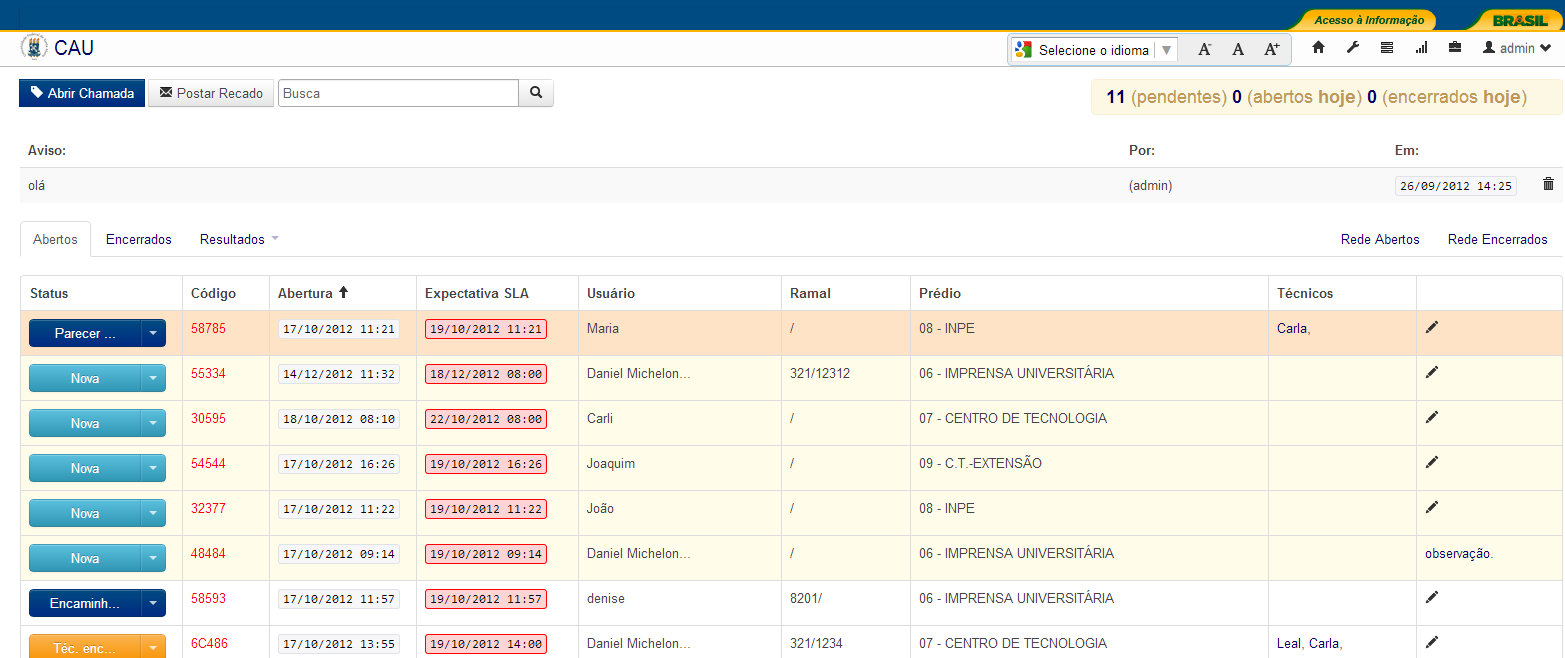 Acesso à Informação BRASIL
CAU Selecione o idioma A- A A+ admin
Abrir Chamada Postar Recado Busca 11 (pendentes) 0 (abertos hoje) 0 (encerrados hoje)
Aviso: Por: Em:
olá (admin) 26/09/2012 14:25
Abertos Encerrados Resultados Rede Abertos Rede Encerrados
Status Código Abertura Expectativa SLA Usuário Ramal Prédio Técnicos
Parecer ... 58785 17/10/2012 11:21 19/10/2012 11:21 Maria / 08 - INPE Carla,
Nova 55334 14/12/2012 11:32 18/12/2012 08:00 Daniel Michelon... 321/12312 06 - IMPRENSA UNIVERSITÁRIA
Nova 30595 18/10/2012 08:10 22/10/2012 08:00 Carli / 07 - CENTRO DE TECNOLOGIA
Nova 54544 17/10/2012 16:26 19/10/2012 16:26 Joaquim / 09 - C.T.-EXTENSÃO
Nova 32377 17/10/2012 11:22 19/10/2012 11:22 João / 08 - INPE
Nova 48484 17/10/2012 09:14 19/10/2012 09:14 Daniel Michelon... / 06 - IMPRENSA UNIVERSITÁRIA observação.
Encaminh... 58593 17/10/2012 11:57 19/10/2012 11:57 denise 8201/ 06 - IMPRENSA UNIVERSITÁRIA
Téc. enc... 6C486 17/10/2012 13:55 19/10/2012 14:00 Daniel Michelon... 321/1234 07 - CENTRO DE TECNOLOGIA Leal, Carla,